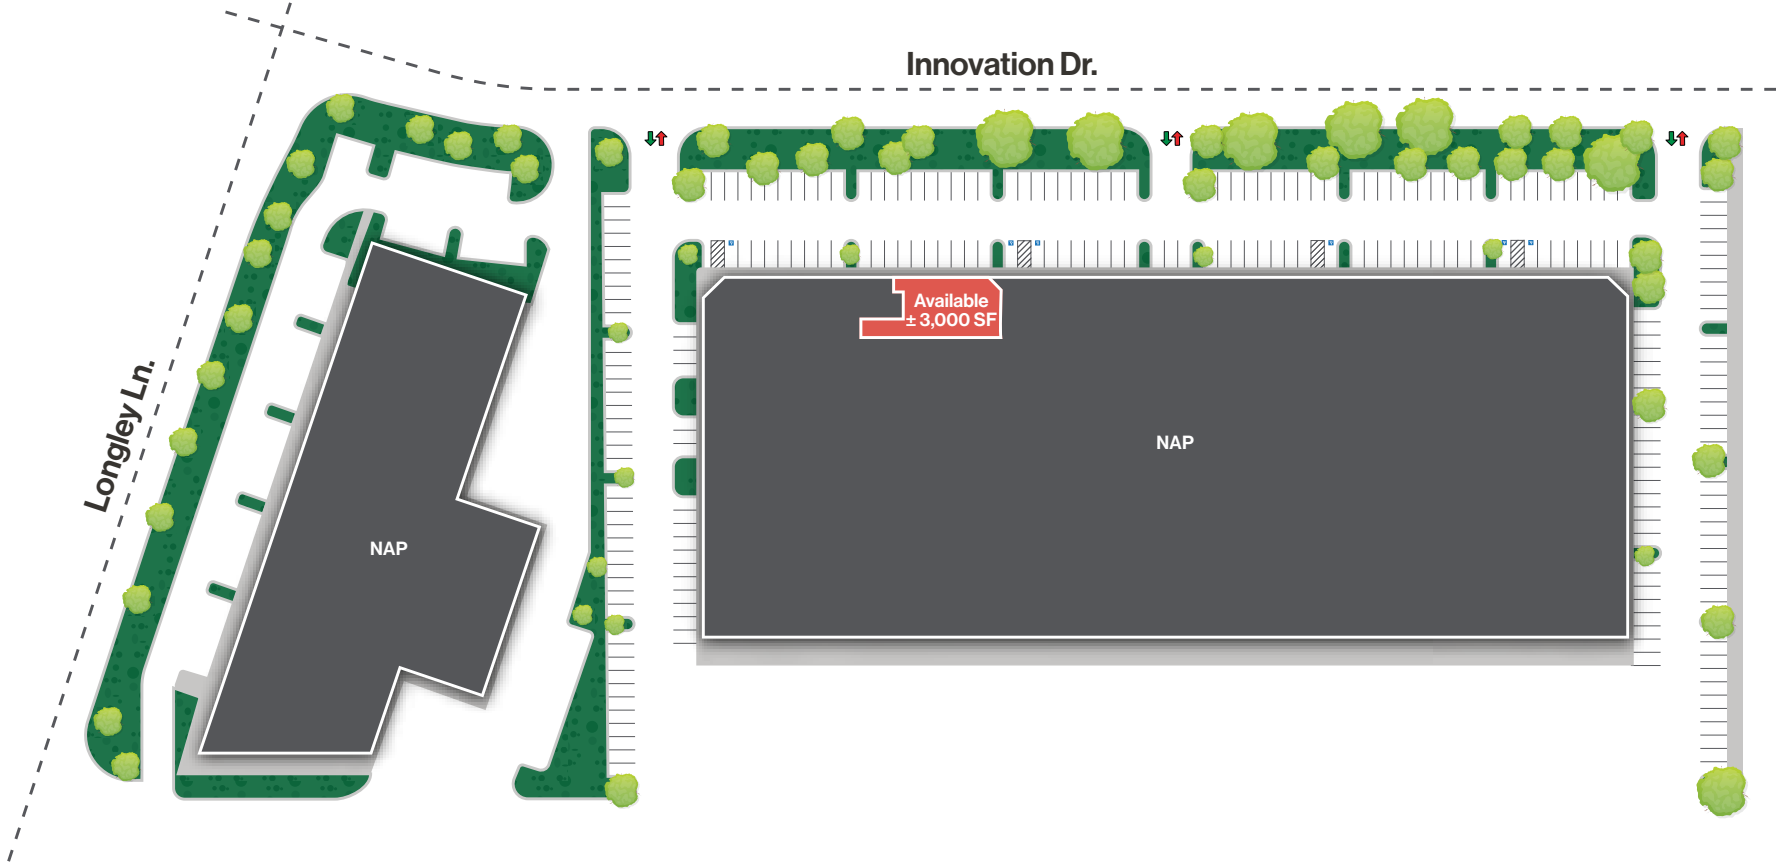 Innovation Dr.
Longley Ln.
Available
± 3,000 SF
NAP
NAP